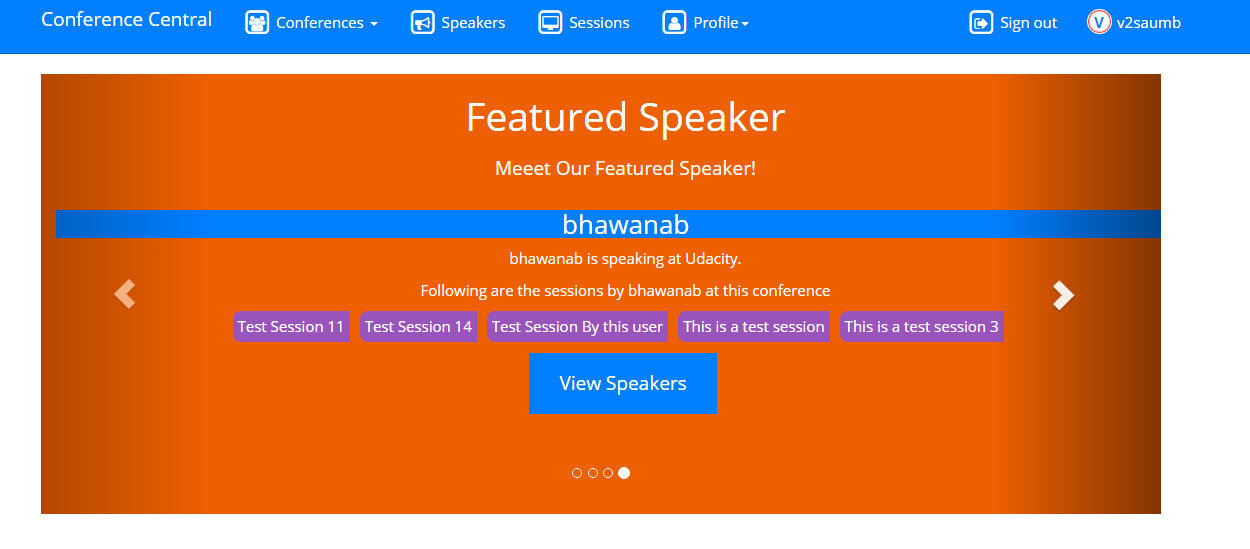 Conference Central Conferences Speakers Sessions Profile Sign out V v2saumb
Featured Speaker
Meeet Our Featured Speaker!
bhawanab
bhawanab is speaking at Udacity.
Following are the sessions by bhawanab at this conference
Test Session 11 Test Session 14 Test Session By this user This is a test session This is a test session 3
View Speakers